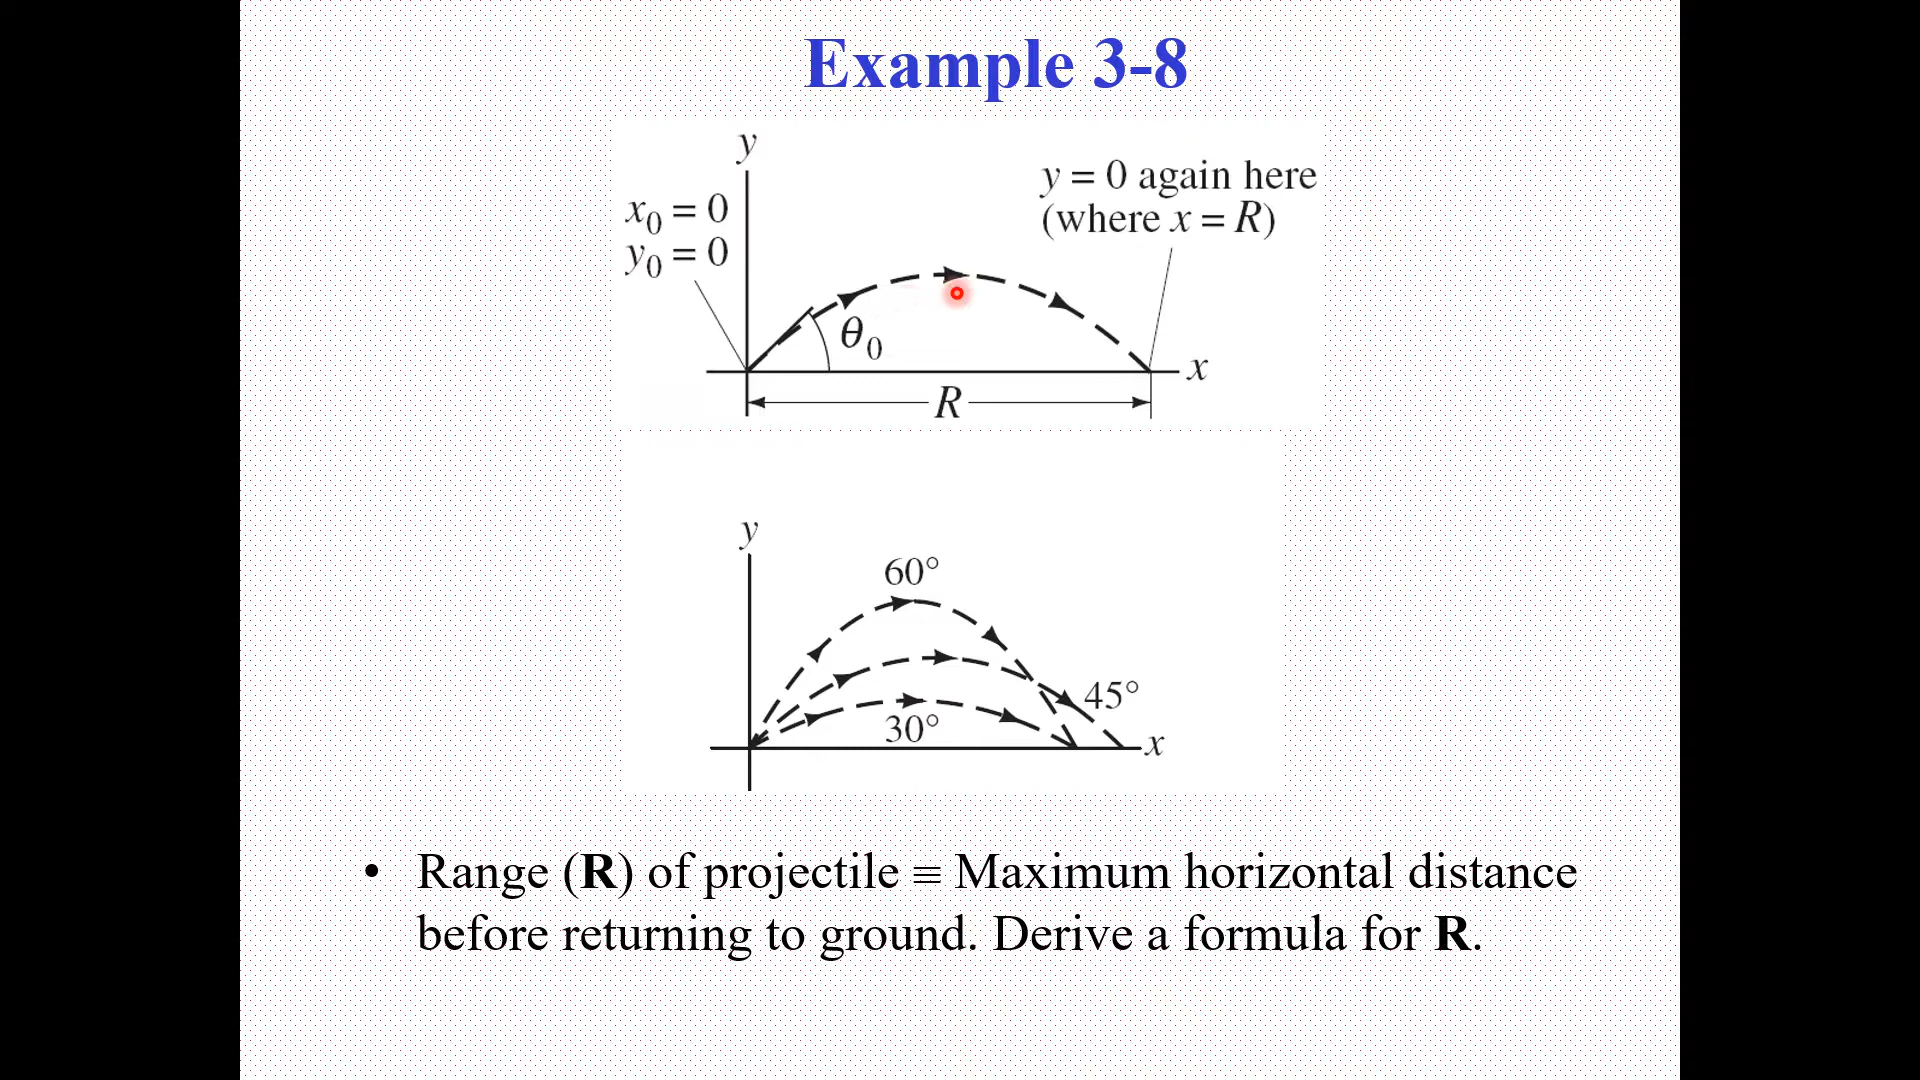 Example 3-8
y
y = 0 again here
(where x = R)
x₀ = 0
y₀ = 0
θ₀
x
R
y
60°
45°
30°
x
• Range (R) of projectile ≡ Maximum horizontal distance
before returning to ground. Derive a formula for R.